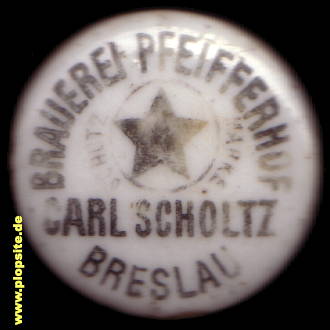 BRAUEREI PFEIFFERHOF
SCHUTZ MARKE
CARL SCHOLTZ
BRESLAU
www.plopsite.de